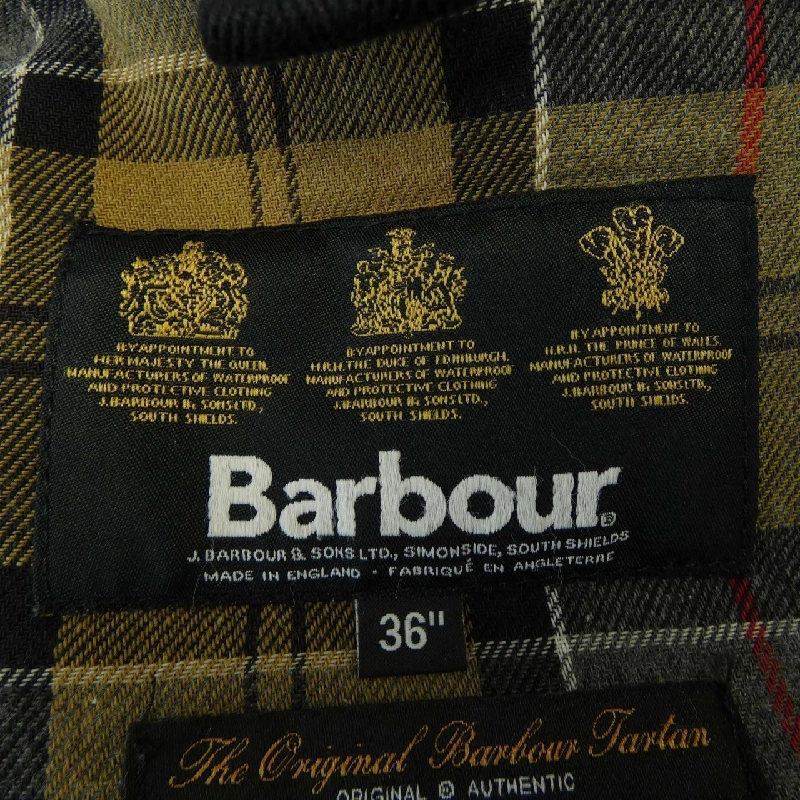 BY APPOINTMENT TO
HER MAJESTY THE QUEEN
MANUFACTURERS OF WATERPROOF
AND PROTECTIVE CLOTHING
J.BARBOUR & SONS LTD.,
SOUTH SHIELDS.
BY APPOINTMENT TO
H.R.H. THE DUKE OF EDINBURGH,
MANUFACTURERS OF WATERPROOF
AND PROTECTIVE CLOTHING
J.BARBOUR & SONS LTD.,
SOUTH SHIELDS.
BY APPOINTMENT TO
H.R.H. THE PRINCE OF WALES
MANUFACTURERS OF WATERPROOF
AND PROTECTIVE CLOTHING
J.BARBOUR & SONS LTD.,
SOUTH SHIELDS.
Barbour®
J. BARBOUR & SONS LTD., SIMONSIDE, SOUTH SHIELDS
MADE IN ENGLAND · FABRIQUÉ EN ANGLETERRE
36"
The Original Barbour Tartan
ORIGINAL @ AUTHENTIC